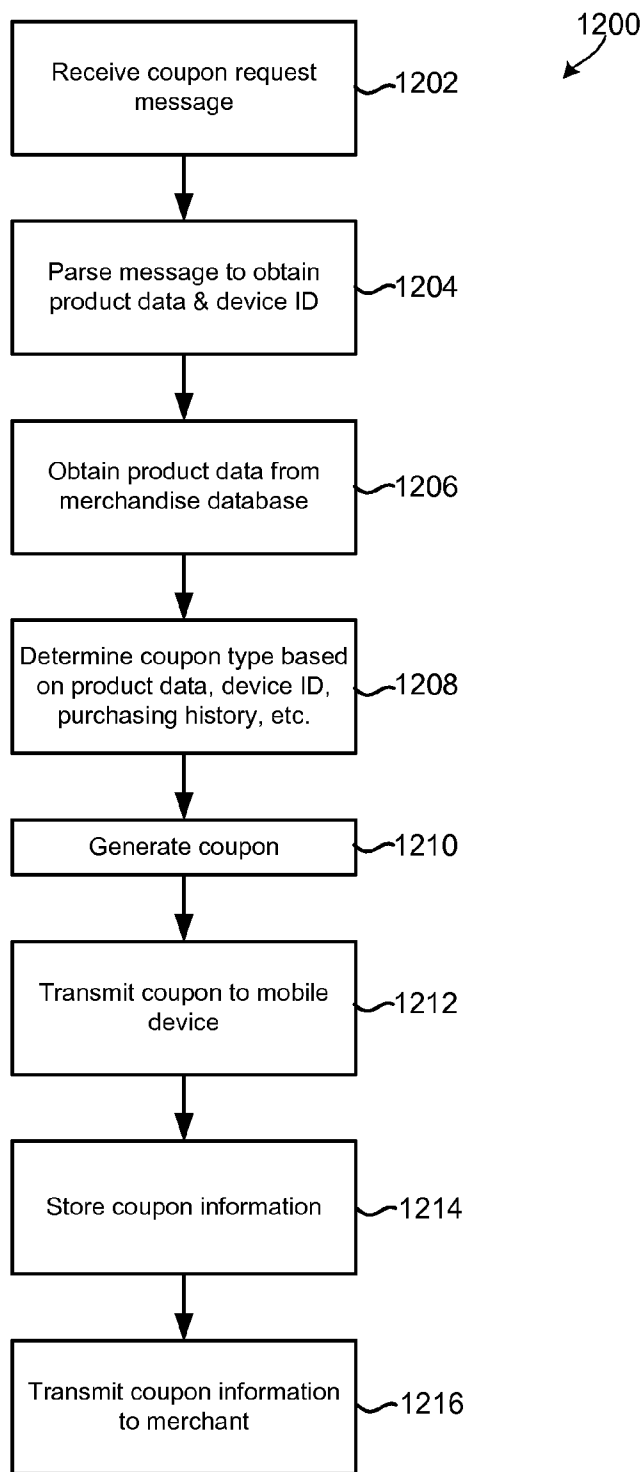 1200
Receive coupon request
message
1202
Parse message to obtain
product data & device ID
1204
Obtain product data from
merchandise database
1206
Determine coupon type based
on product data, device ID,
purchasing history, etc.
1208
Generate coupon
1210
Transmit coupon to mobile
device
1212
Store coupon information
1214
Transmit coupon information
to merchant
1216